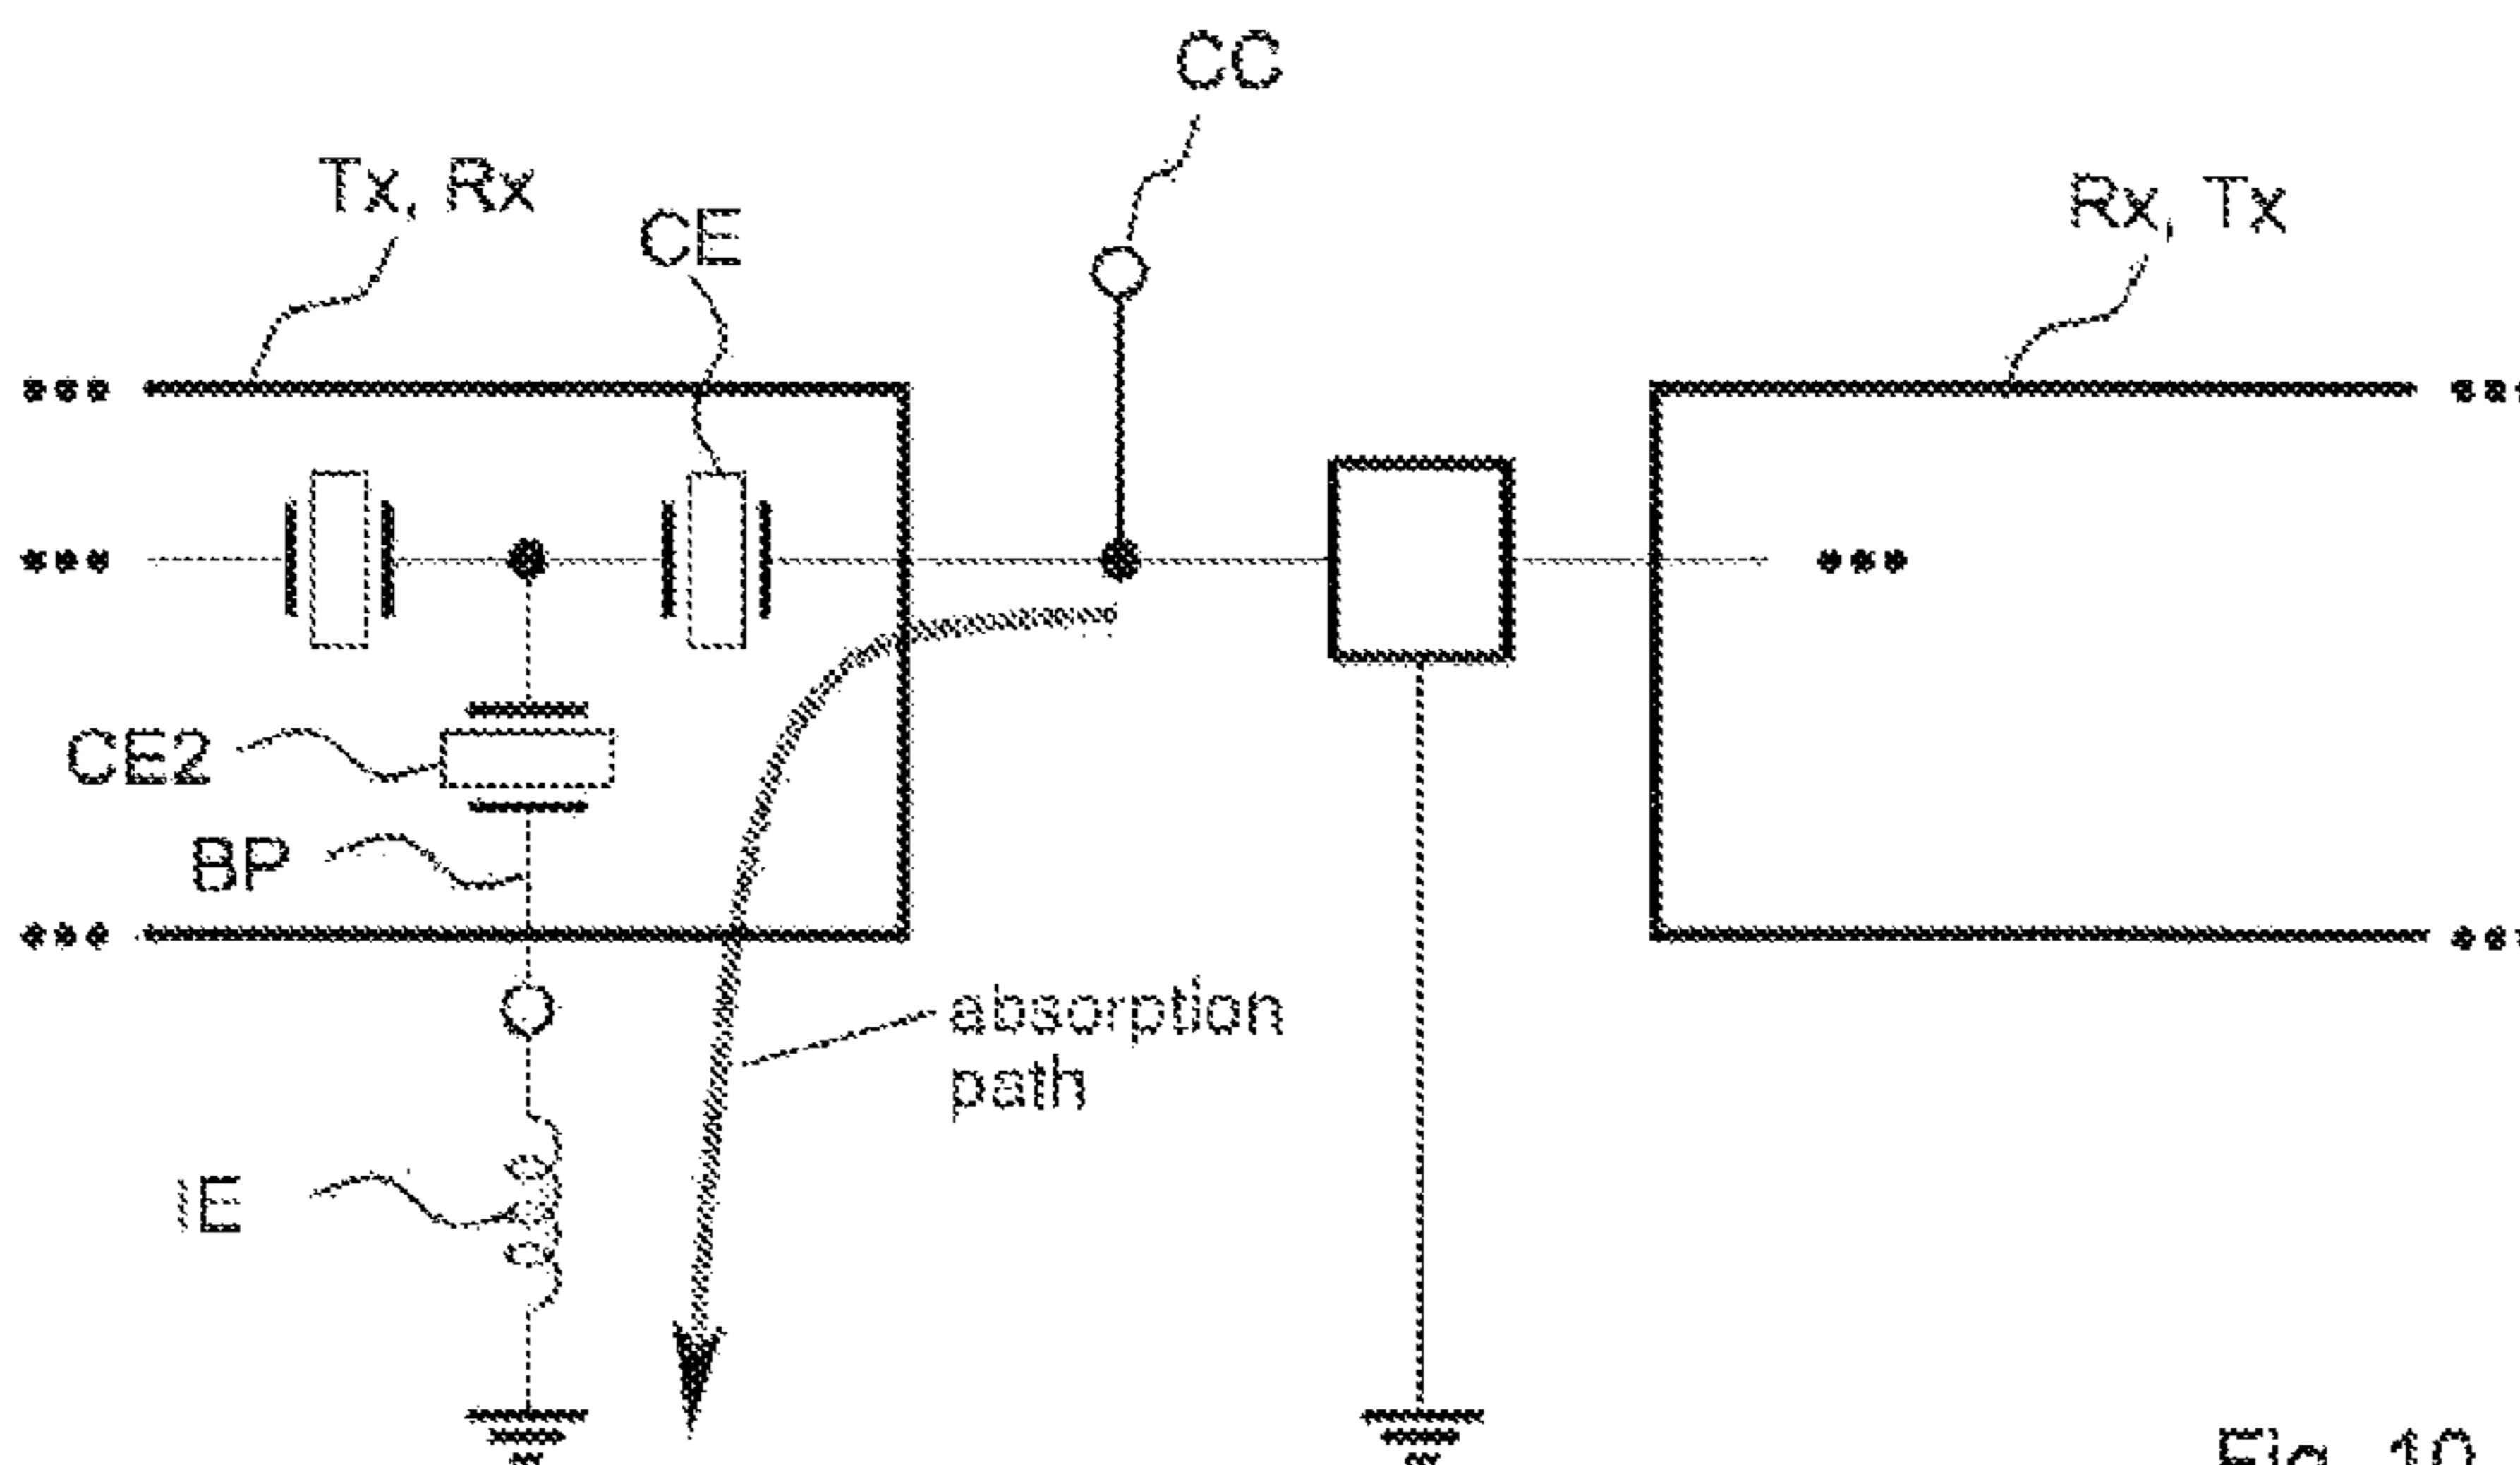 CC
Tx, Rx
Rx, Tx
CE
CE2
BP
absorption
path
IE
Fig. 10